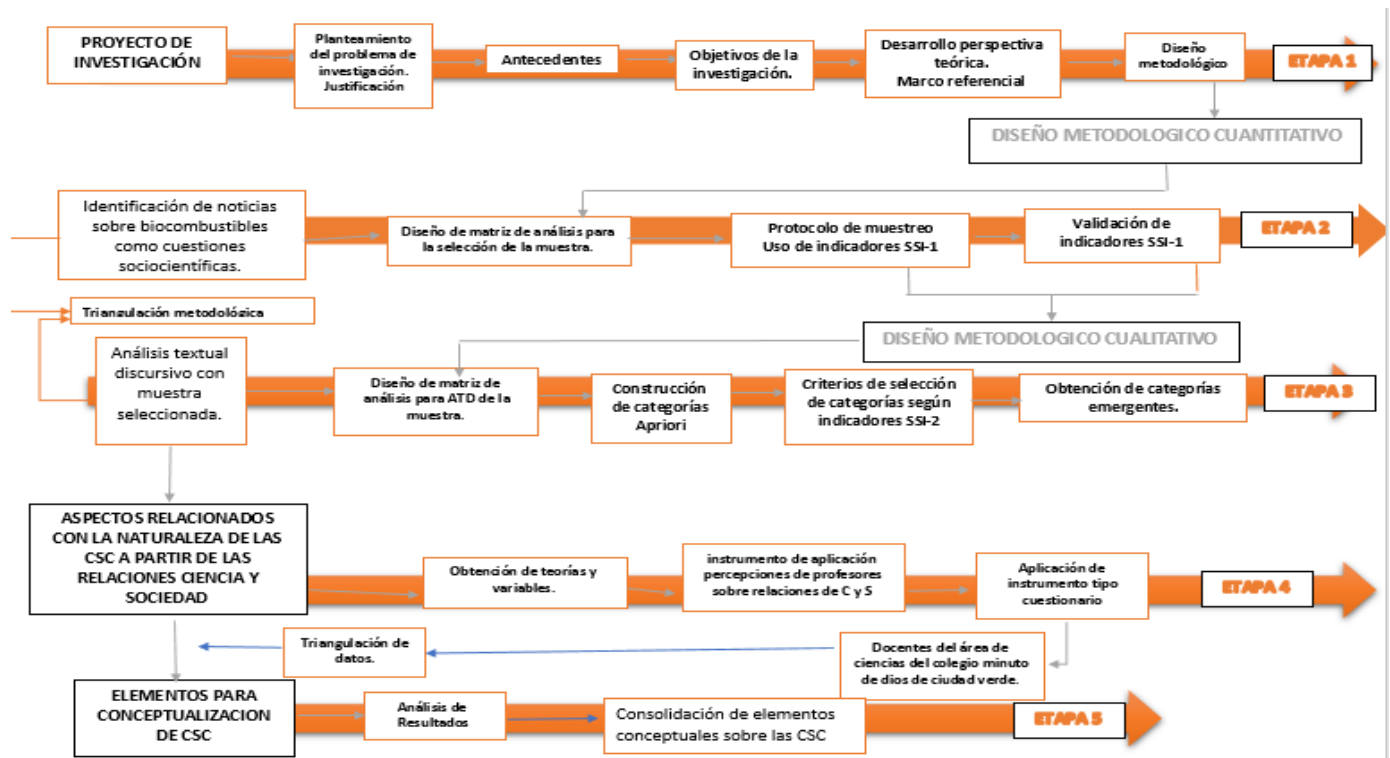 PROYECTO DE
INVESTIGACIÓN
Planteamiento
del problema de
investigación.
Justificación
Antecedentes
Objetivos de la
investigación.
Desarrollo perspectiva
teórica.
Marco referencial
Diseño
metodológico
ETAPA 1
DISEÑO METODOLOGICO CUANTITATIVO
Identificación de noticias
sobre biocombustibles
como cuestiones
sociocientíficas.
Diseño de matriz de análisis para
la selección de la muestra.
Protocolo de muestreo
Uso de indicadores SSI-1
Validación de
indicadores SSI-1
ETAPA 2
Triangulación metodológica
DISEÑO METODOLOGICO CUALITATIVO
Análisis textual
discursivo con
muestra
seleccionada.
Diseño de matriz de
análisis para ATD de la
muestra.
Construcción
de categorías
Apriori
Criterios de selección
de categorías según
indicadores SSI-2
Obtención de categorías
emergentes.
ETAPA 3
ASPECTOS RELACIONADOS
CON LA NATURALEZA DE LAS
CSC A PARTIR DE LAS
RELACIONES CIENCIA Y
SOCIEDAD
Obtención de teorías y
variables.
instrumento de aplicación
percepciones de profesores
sobre relaciones de C y S
Aplicación de
instrumento tipo
cuestionario
ETAPA 4
Triangulación de
datos.
Docentes del área de
ciencias del colegio minuto
de dios de ciudad verde.
ELEMENTOS PARA
CONCEPTUALIZACION
DE CSC
Análisis de
Resultados
Consolidación de elementos
conceptuales sobre las CSC
ETAPA 5